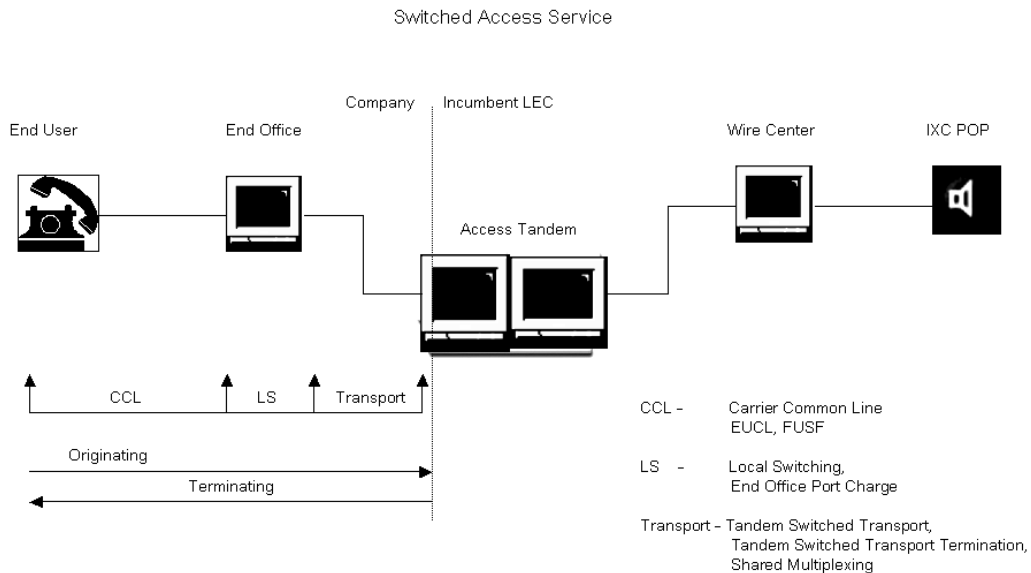 Switched Access Service
Company
Incumbent LEC
End User
End Office
Wire Center
IXC POP
Access Tandem
CCL
LS
Transport
CCL - Carrier Common Line
EUCL, FUSF
Originating
LS - Local Switching,
End Office Port Charge
Terminating
Transport - Tandem Switched Transport,
Tandem Switched Transport Termination,
Shared Multiplexing